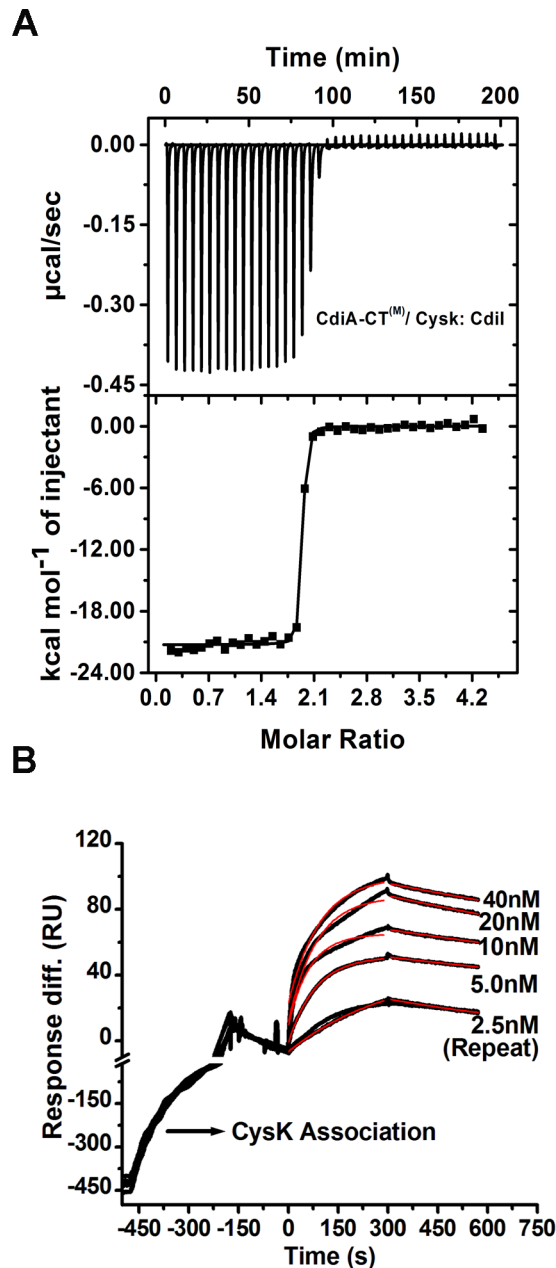 A
Time (min)
0 50 100 150 200
0.00
-0.15
-0.30
-0.45
µcal/sec
CdiA-CT(M)/ Cysk: CdiI
0.00
-6.00
-12.00
-18.00
-24.00
kcal mol-1 of injectant
0.0 0.7 1.4 2.1 2.8 3.5 4.2
Molar Ratio
B
120
80
40
0
-150
-300
-450
Response diff. (RU)
40nM
20nM
10nM
5.0nM
2.5nM
(Repeat)
CysK Association
-450 -300 -150 0 150 300 450 600 750
Time (s)